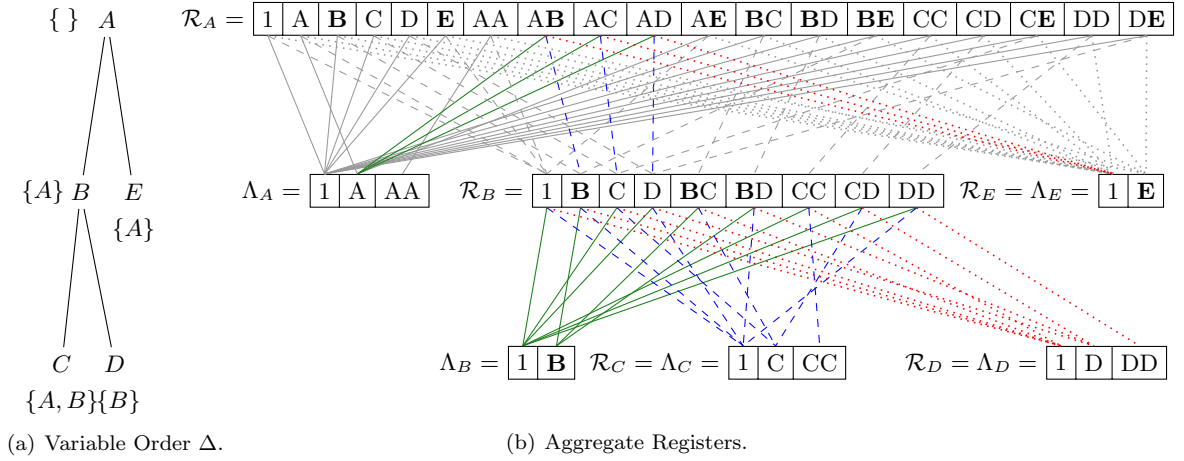 { } A
R_A = 1 A B C D E AA AB AC AD AE BC BD BE CC CD CE DD DE
{A} B E
{A}
Λ_A = 1 A AA
R_B = 1 B C D BC BD CC CD DD
R_E = Λ_E = 1 E
C D
{A, B} {B}
Λ_B = 1 B
R_C = Λ_C = 1 C CC
R_D = Λ_D = 1 D DD
(a) Variable Order Δ.
(b) Aggregate Registers.